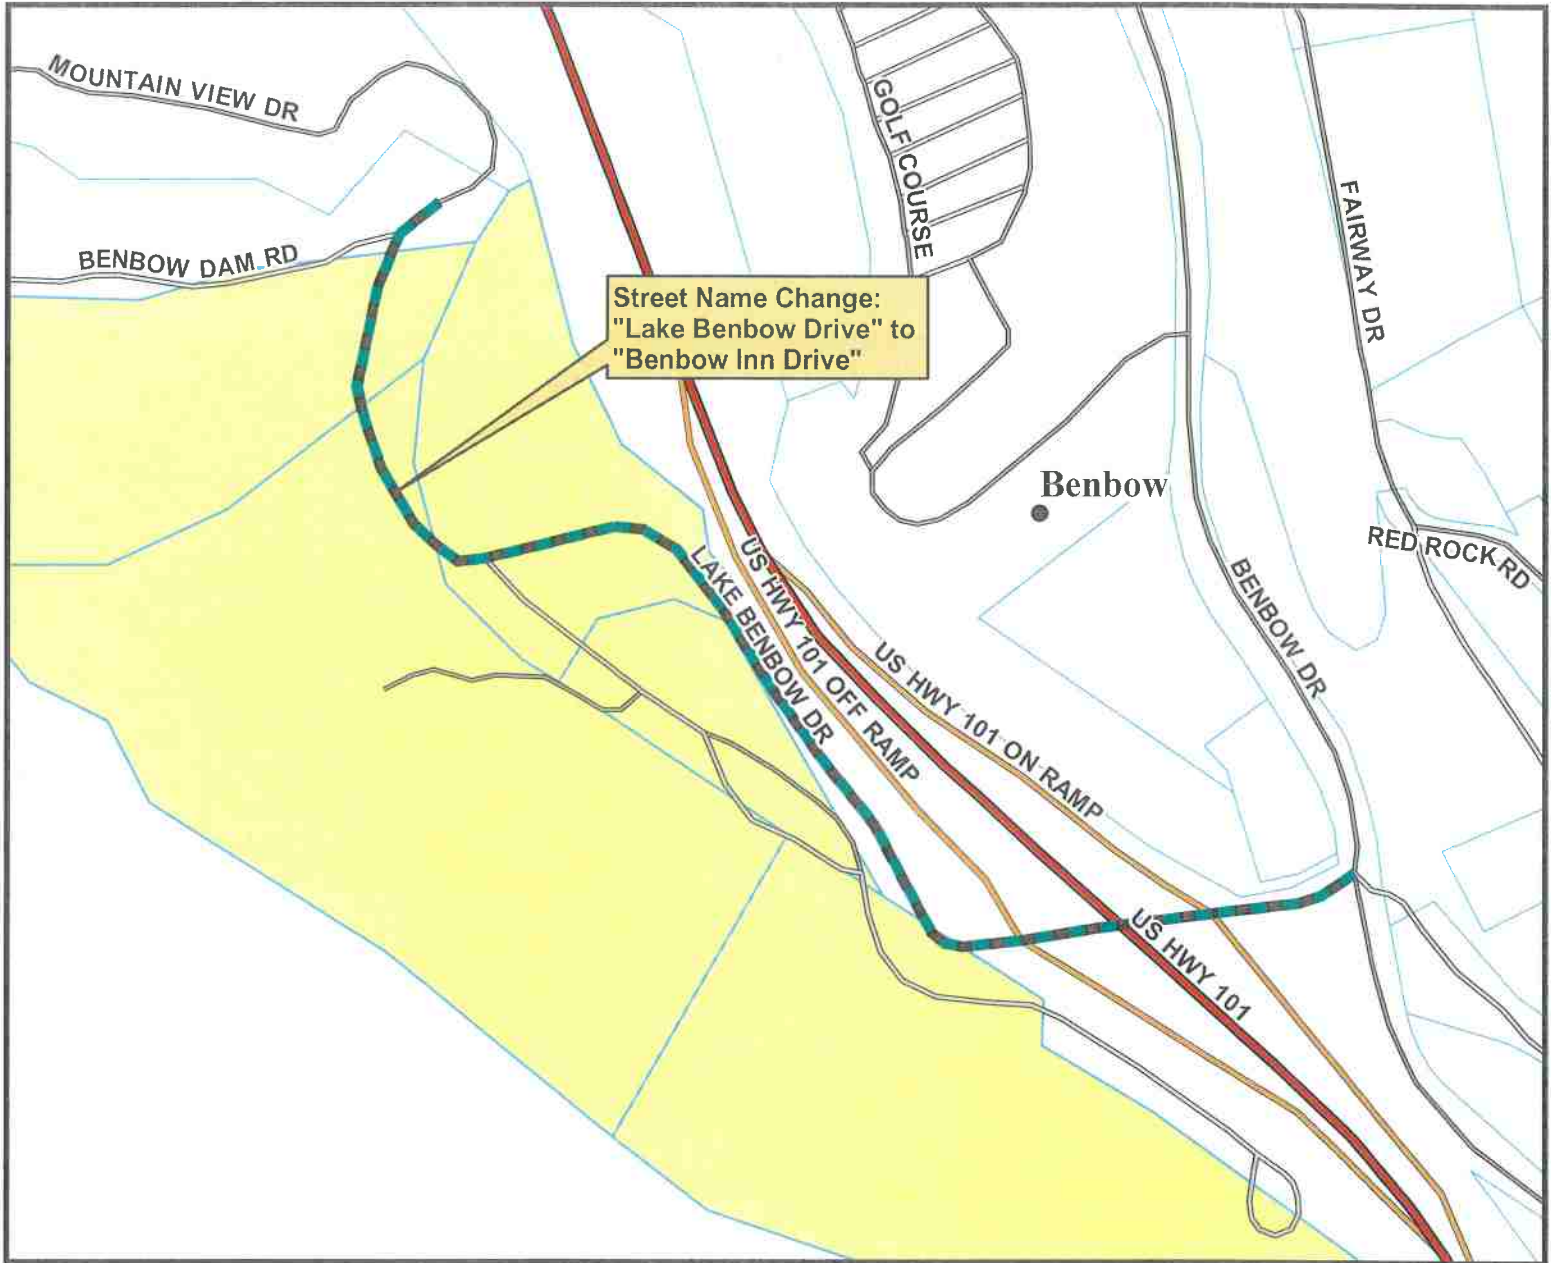 MOUNTAIN VIEW DR
GOLF COURSE
FAIRWAY DR
BENBOW DAM RD
Street Name Change:
"Lake Benbow Drive" to
"Benbow Inn Drive"
Benbow
RED ROCK RD
LAKE BENBOW DR
US HWY 101 OFF RAMP
US HWY 101 ON RAMP
BENBOW DR
US HWY 101